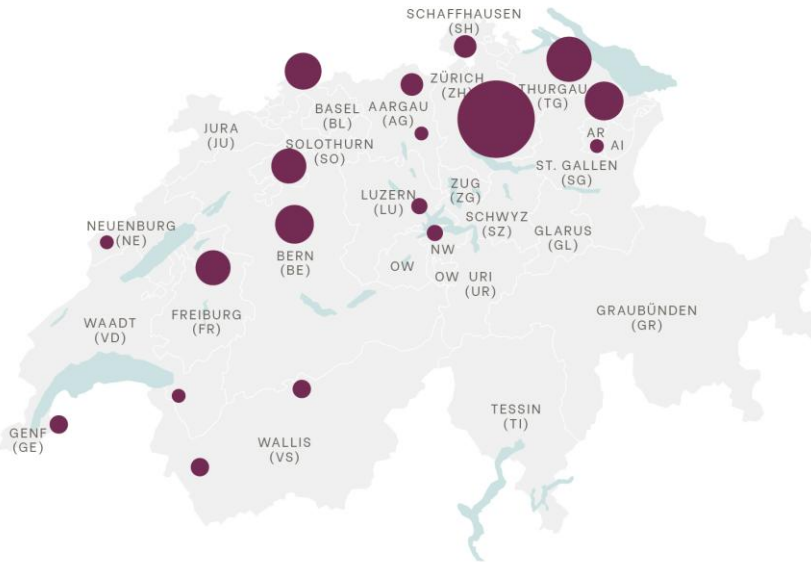 SCHAFFHAUSEN
(SH)
ZÜRICH
(ZH)
THURGAU
(TG)
BASEL
(BL)
AARGAU
(AG)
JURA
(JU)
SOLOTHURN
(SO)
AR
AI
ST. GALLEN
(SG)
ZUG
(ZG)
LUZERN
(LU)
SCHWYZ
(SZ)
NEUENBURG
(NE)
GLARUS
(GL)
NW
BERN
(BE)
OW
OW URI
(UR)
FREIBURG
(FR)
WAADT
(VD)
GRAUBÜNDEN
(GR)
TESSIN
(TI)
GENF
(GE)
WALLIS
(VS)